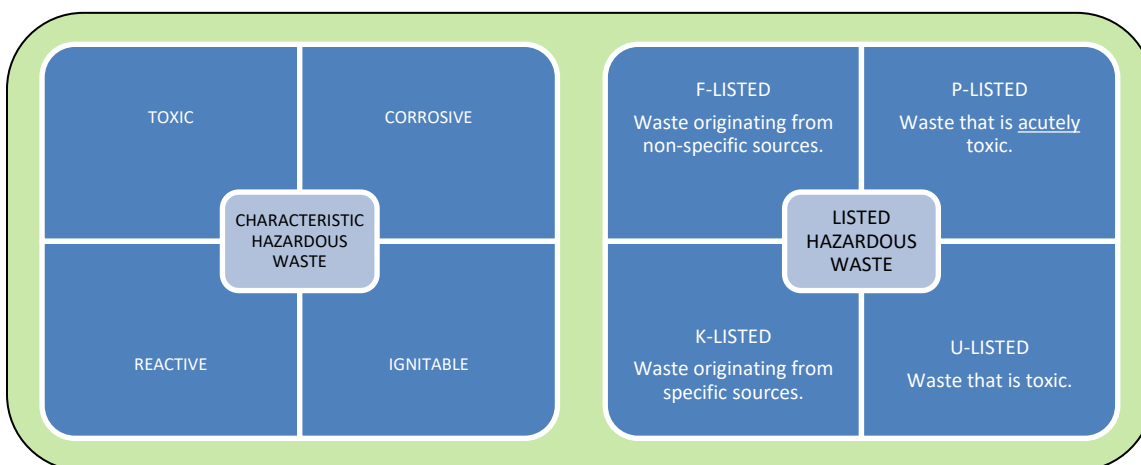 TOXIC
CORROSIVE
CHARACTERISTIC
HAZARDOUS
WASTE
REACTIVE
IGNITABLE
F-LISTED
Waste originating from
non-specific sources.
P-LISTED
Waste that is acutely
toxic.
LISTED
HAZARDOUS
WASTE
K-LISTED
Waste originating from
specific sources.
U-LISTED
Waste that is toxic.